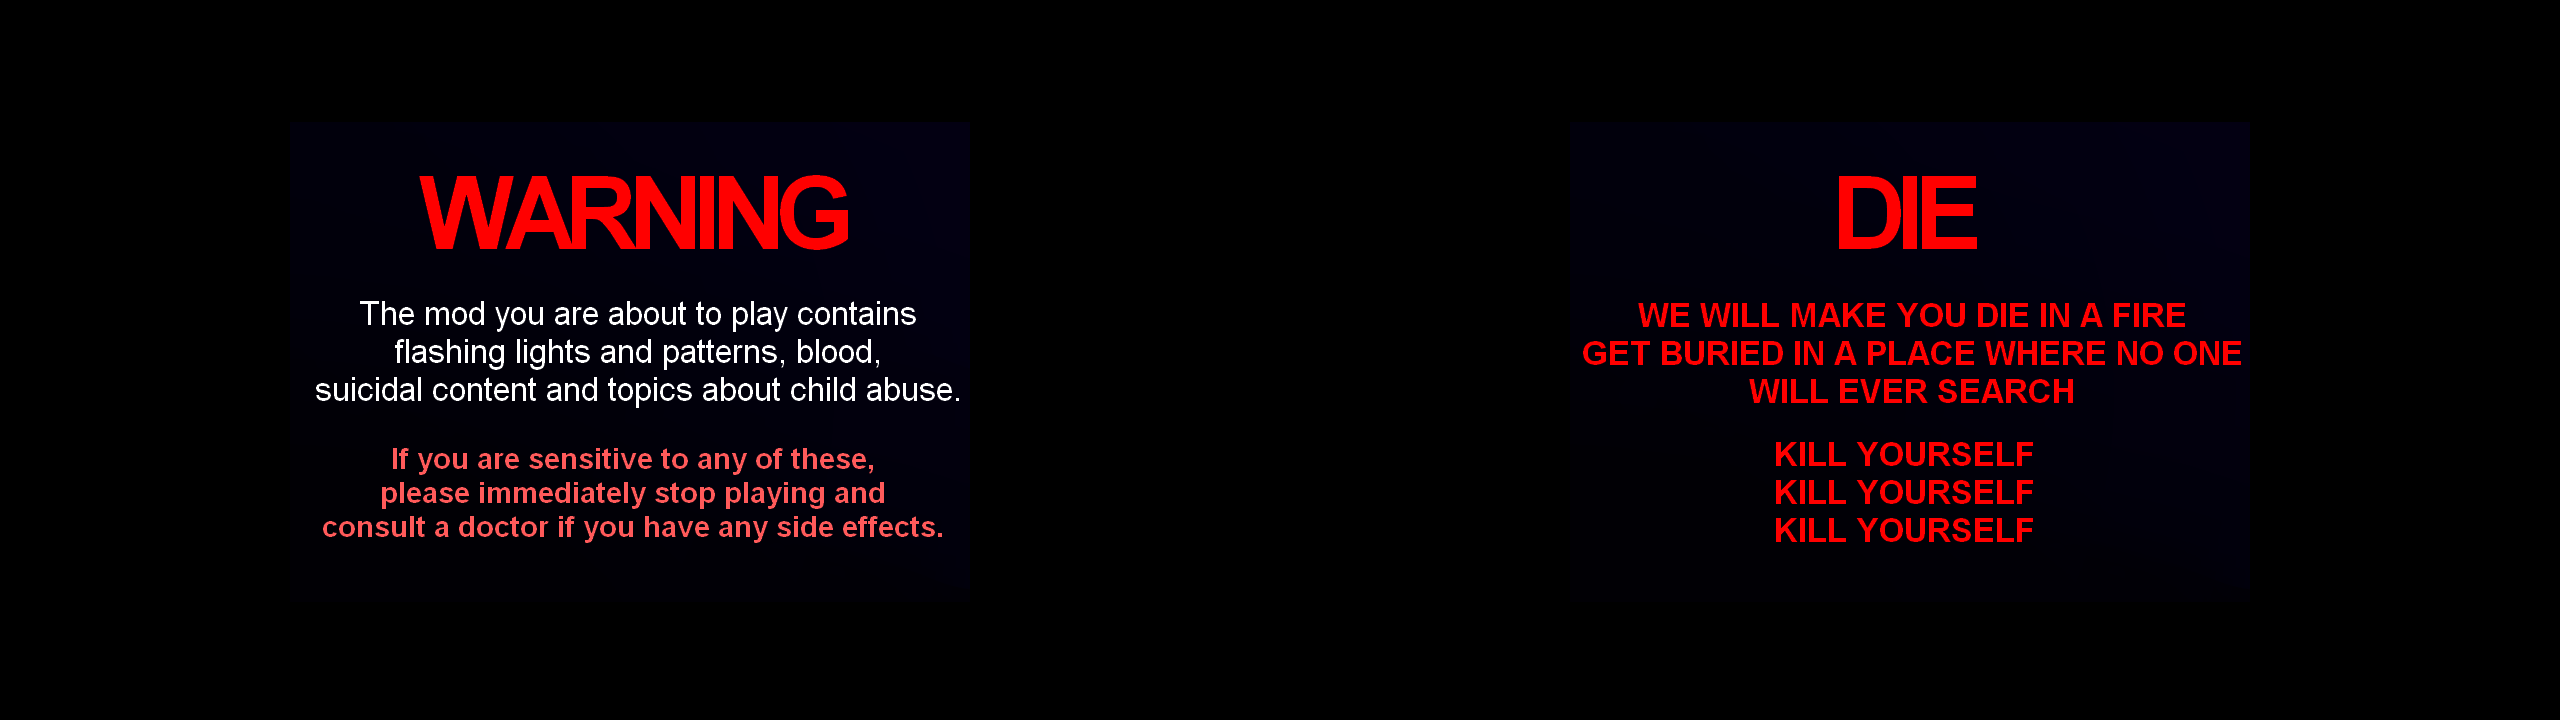 WARNING
The mod you are about to play contains
flashing lights and patterns, blood,
suicidal content and topics about child abuse.
If you are sensitive to any of these,
please immediately stop playing and
consult a doctor if you have any side effects.
DIE
WE WILL MAKE YOU DIE IN A FIRE
GET BURIED IN A PLACE WHERE NO ONE
WILL EVER SEARCH
KILL YOURSELF
KILL YOURSELF
KILL YOURSELF